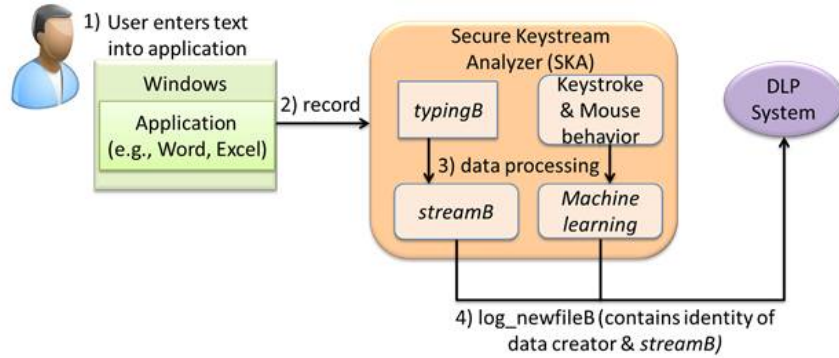 1) User enters text
into application
Windows
Application
(e.g., Word, Excel)
2) record
Secure Keystream
Analyzer (SKA)
typingB
Keystroke
& Mouse
behavior
3) data processing
streamB
Machine
learning
DLP
System
4) log_newfileB (contains identity of
data creator & streamB)